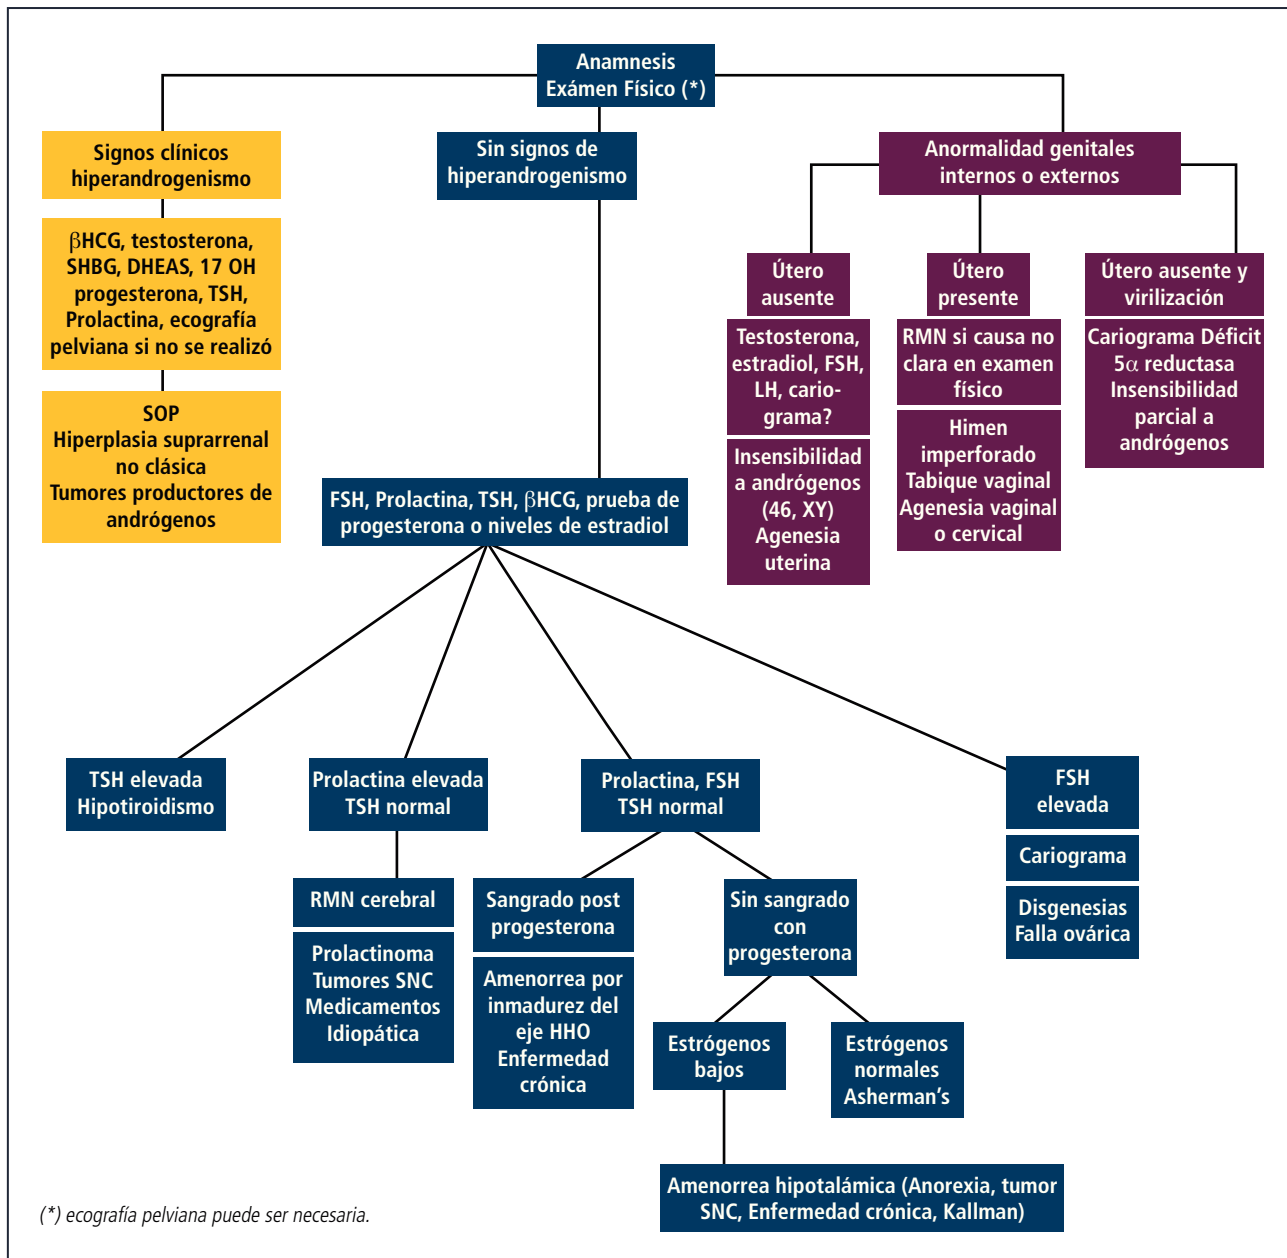 Anamnesis
Exámen Físico (*)
Signos clínicos
hiperandrogenismo
βHCG, testosterona,
SHBG, DHEAS, 17 OH
progesterona, TSH,
Prolactina, ecografía
pelviana si no se realizó
SOP
Hiperplasia suprarrenal
no clásica
Tumores productores de
andrógenos
Sin signos de
hiperandrogenismo
FSH, Prolactina, TSH, βHCG, prueba de
progesterona o niveles de estradiol
Anormalidad genitales
internos o externos
Útero
ausente
Testosterona,
estradiol, FSH,
LH, cario-
grama?
Insensibilidad
a andrógenos
(46, XY)
Agenesia
uterina
Útero
presente
RMN si causa no
clara en examen
físico
Himen
imperforado
Tabique vaginal
Agenesia vaginal
o cervical
Útero ausente y
virilización
Cariograma Déficit
5α reductasa
Insensibilidad
parcial a
andrógenos
TSH elevada
Hipotiroidismo
Prolactina elevada
TSH normal
RMN cerebral
Prolactinoma
Tumores SNC
Medicamentos
Idiopática
Prolactina, FSH
TSH normal
Sangrado post
progesterona
Amenorrea por
inmadurez del
eje HHO
Enfermedad
crónica
Sin sangrado
con
progesterona
Estrógenos
bajos
Estrógenos
normales
Asherman's
Amenorrea hipotalámica (Anorexia, tumor
SNC, Enfermedad crónica, Kallman)
FSH
elevada
Cariograma
Disgenesias
Falla ovárica
(*) ecografía pelviana puede ser necesaria.